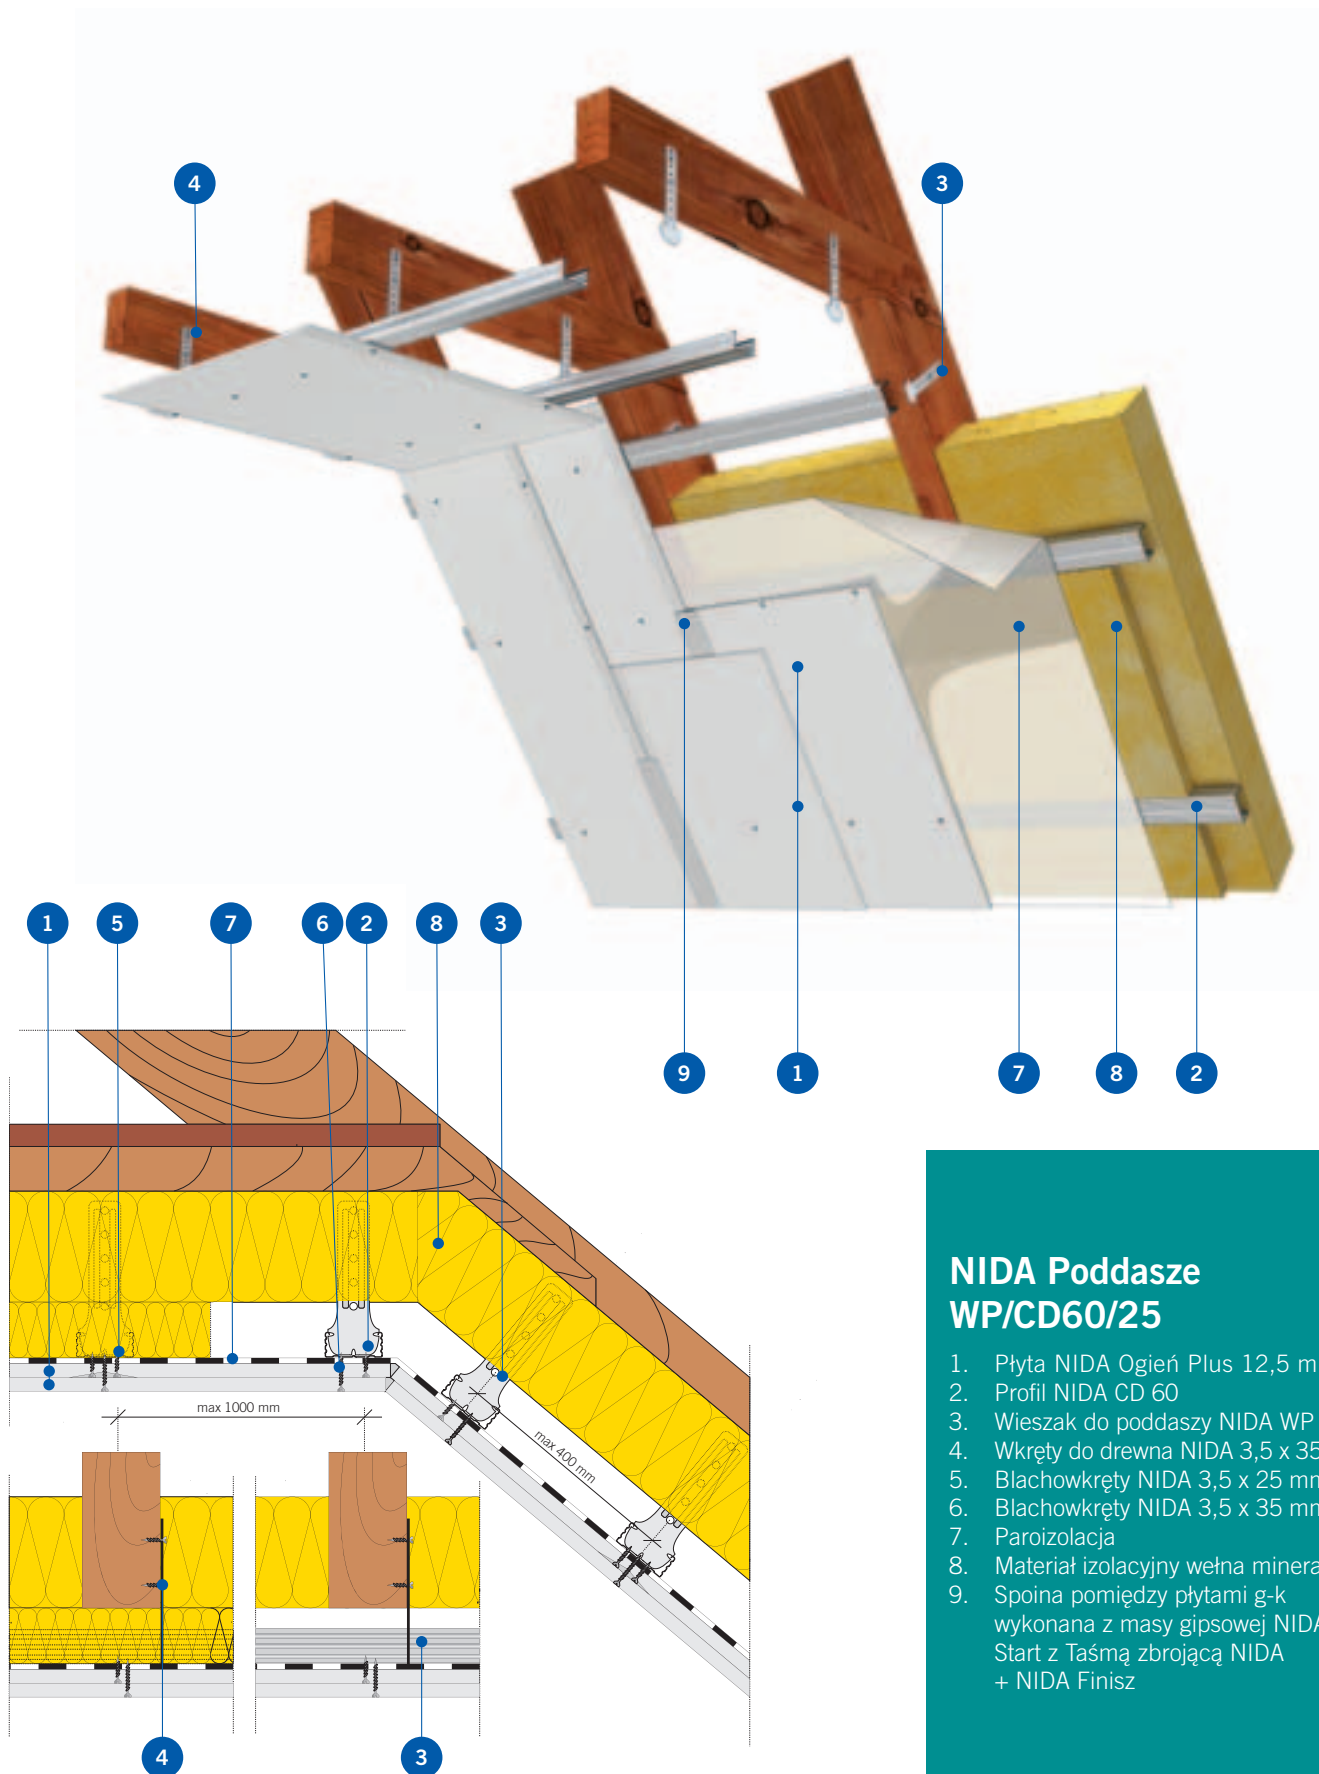 4
3
1
5
7
6
2
8
3
9
1
7
8
2
max 1000 mm
max 400 mm
4
3
NIDA Poddasze
WP/CD60/25
1. Płyta NIDA Ogień Plus 12,5 m
2. Profil NIDA CD 60
3. Wieszak do poddaszy NIDA WP
4. Wkręty do drewna NIDA 3,5 x 35
5. Blachowkręty NIDA 3,5 x 25 mm
6. Blachowkręty NIDA 3,5 x 35 mm
7. Paroizolacja
8. Materiał izolacyjny wełna minera
9. Spoina pomiędzy płytami g-k
wykonana z masy gipsowej NIDA
Start z Taśmą zbrojącą NIDA
+ NIDA Finisz